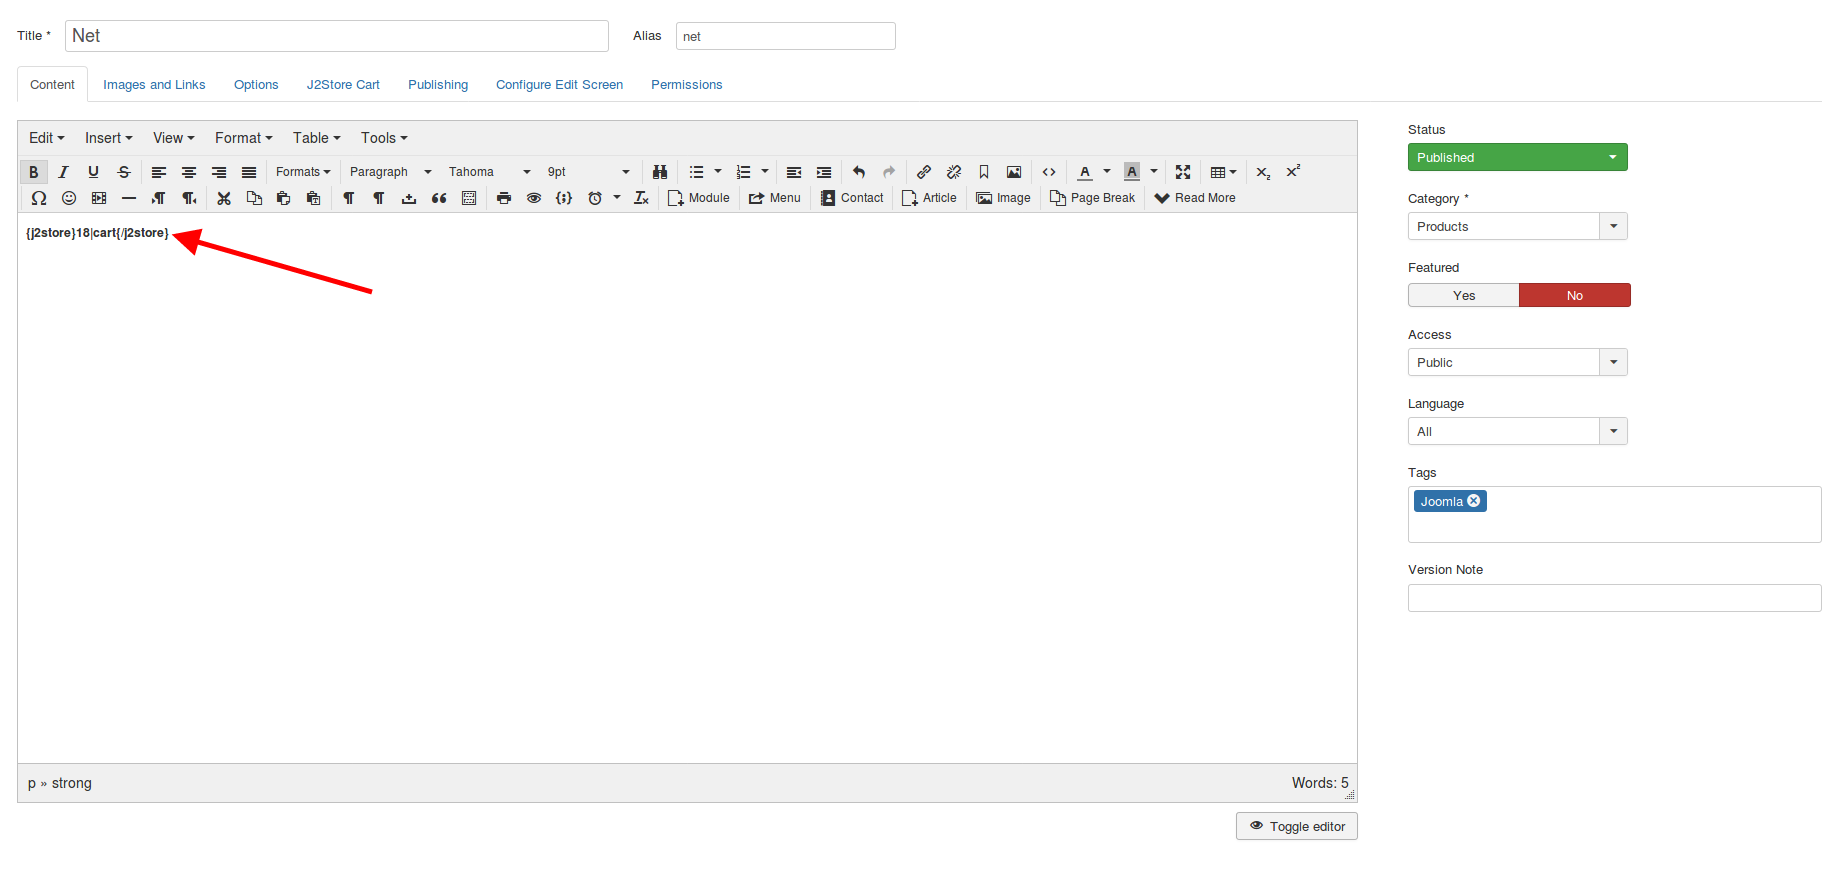 Title * Net Alias net
Content Images and Links Options J2Store Cart Publishing Configure Edit Screen Permissions
Edit Insert View Format Table Tools
B I U S Formats Paragraph Tahoma 9pt A A x₂ x²
Ω Module Menu Contact Article Image Page Break Read More
{j2store}18|cart{/j2store}
p » strong Words: 5
Toggle editor
Status
Published
Category *
Products
Featured
Yes No
Access
Public
Language
All
Tags
Joomla
Version Note